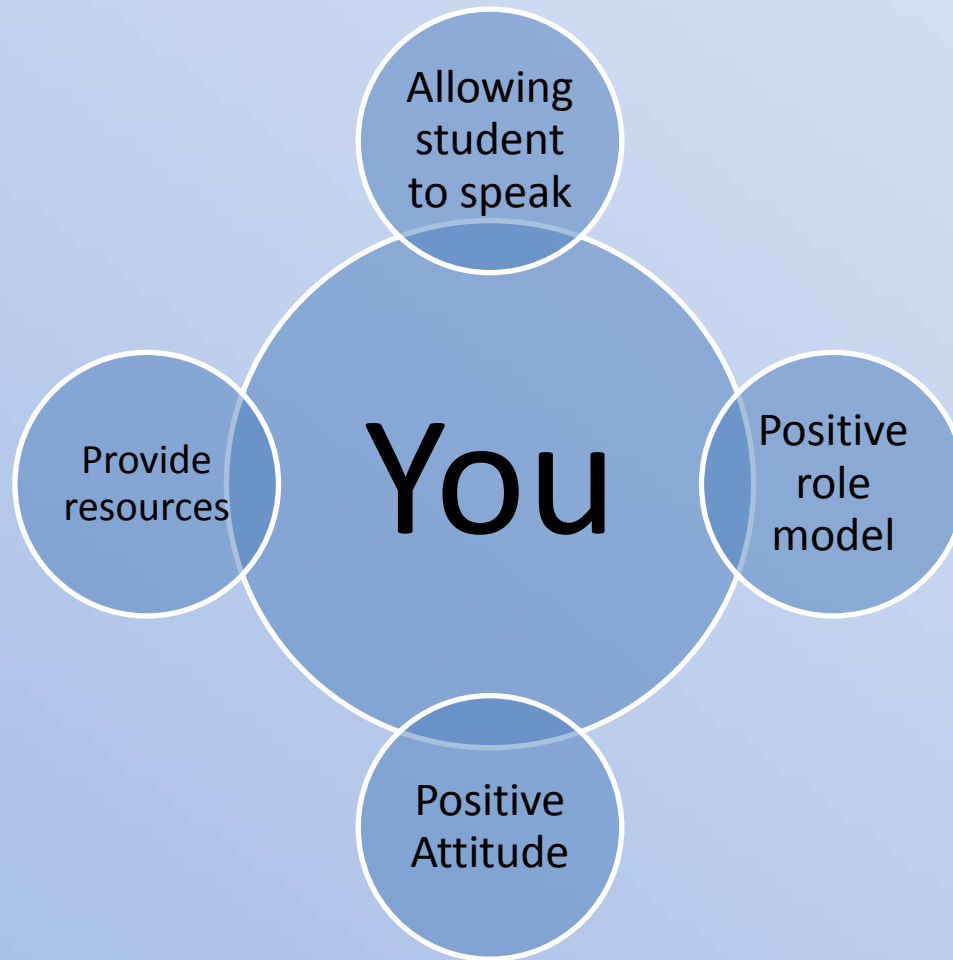 Allowing
student
to speak
Provide
resources
You
Positive
role
model
Positive
Attitude